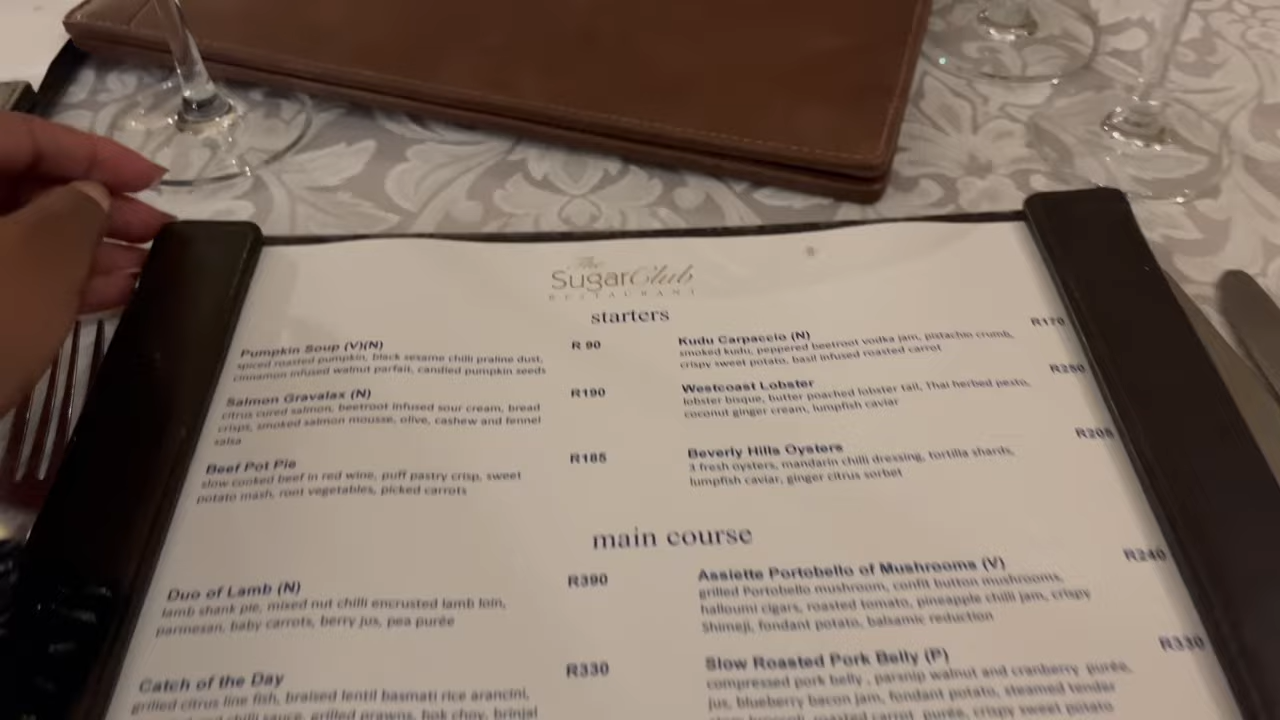 The
SugarClub
RESTAURANT
starters
Pumpkin Soup (V)(N) R 90
spiced roasted pumpkin, black sesame chilli praline dust,
cinnamon infused walnut parfait, candied pumpkin seeds
Salmon Gravalax (N) R190
citrus cured salmon, beetroot infused sour cream, bread
crisps, smoked salmon mousse, olive, cashew and fennel
salsa
Beef Pot Pie R185
slow cooked beef in red wine, puff pastry crisp, sweet
potato mash, root vegetables, picked carrots
Kudu Carpaccio (N) R170
smoked kudu, peppered beetroot vodka jam, pistachio crumb,
crispy sweet potato, basil infused roasted carrot
Westcoast Lobster R250
lobster bisque, butter poached lobster tail, Thai herbed pesto,
coconut ginger cream, lumpfish caviar
Beverly Hills Oysters R205
3 fresh oysters, mandarin chilli dressing, tortilla shards,
lumpfish caviar, ginger citrus sorbet
main course
Duo of Lamb (N) R390
lamb shank pie, mixed nut chilli encrusted lamb loin,
parmesan, baby carrots, berry jus, pea purée
Catch of the Day R330
grilled citrus line fish, braised lentil basmati rice arancini,
chilli sauce, grilled prawns, bok choy, brinjal
Assiette Portobello of Mushrooms (V) R240
grilled Portobello mushroom, confit button mushrooms,
halloumi cigars, roasted tomato, pineapple chilli jam, crispy
Shimeji, fondant potato, balsamic reduction
Slow Roasted Pork Belly (P) R330
compressed pork belly , parsnip walnut and cranberry purée,
jus, blueberry bacon jam, fondant potato, steamed tender
broccoli, roasted carrot purée, crispy sweet potato